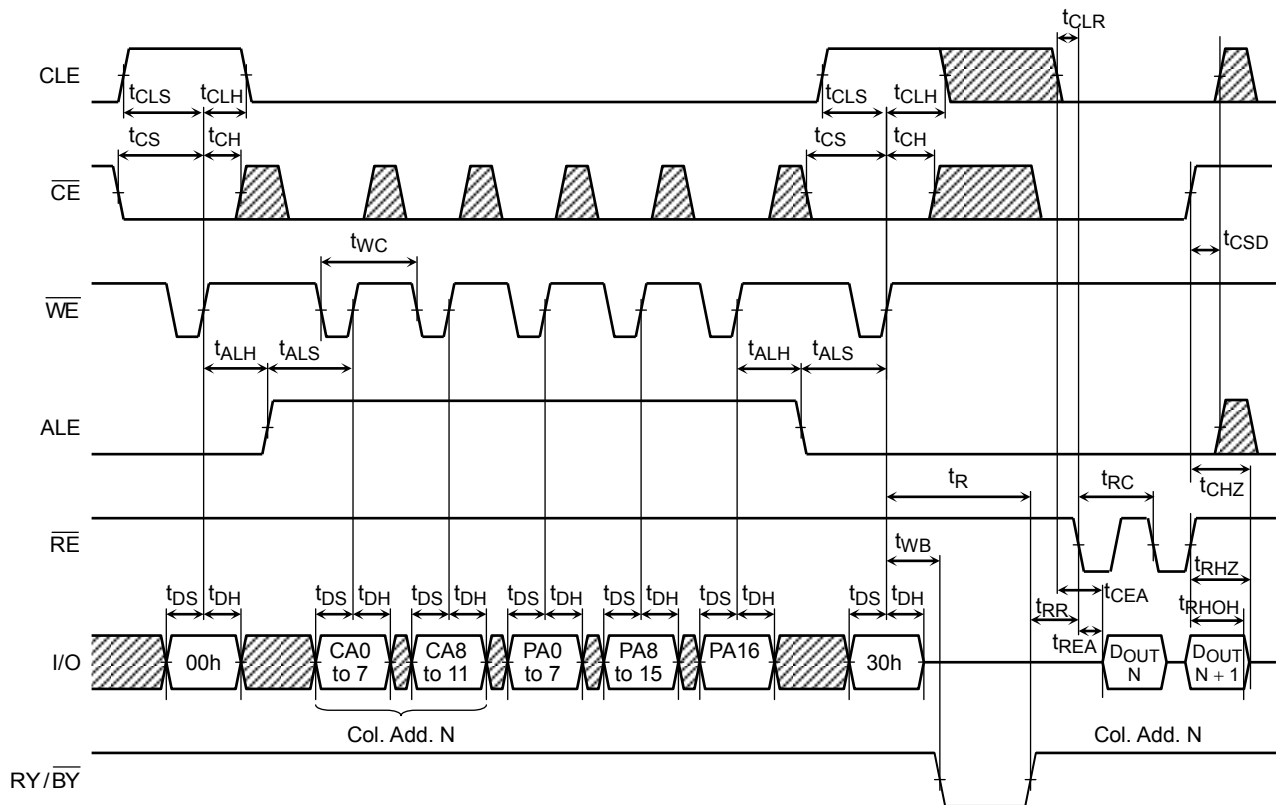 tCLR
CLE
tCLS tCLH tCLS tCLH
tCS tCH tCS tCH
CE
tWC tCSD
WE
tALH tALS tALH tALS
ALE
tR tRC tCHZ
RE
tWB tRHZ
tDS tDH tDS tDH tDS tDH tDS tDH tDS tDH tDS tDH tDS tDH tCEA
tRR tRHOH
tREA
I/O 00h CA0 to 7 CA8 to 11 PA0 to 7 PA8 to 15 PA16 30h DOUT N DOUT N + 1
Col. Add. N Col. Add. N
RY/BY